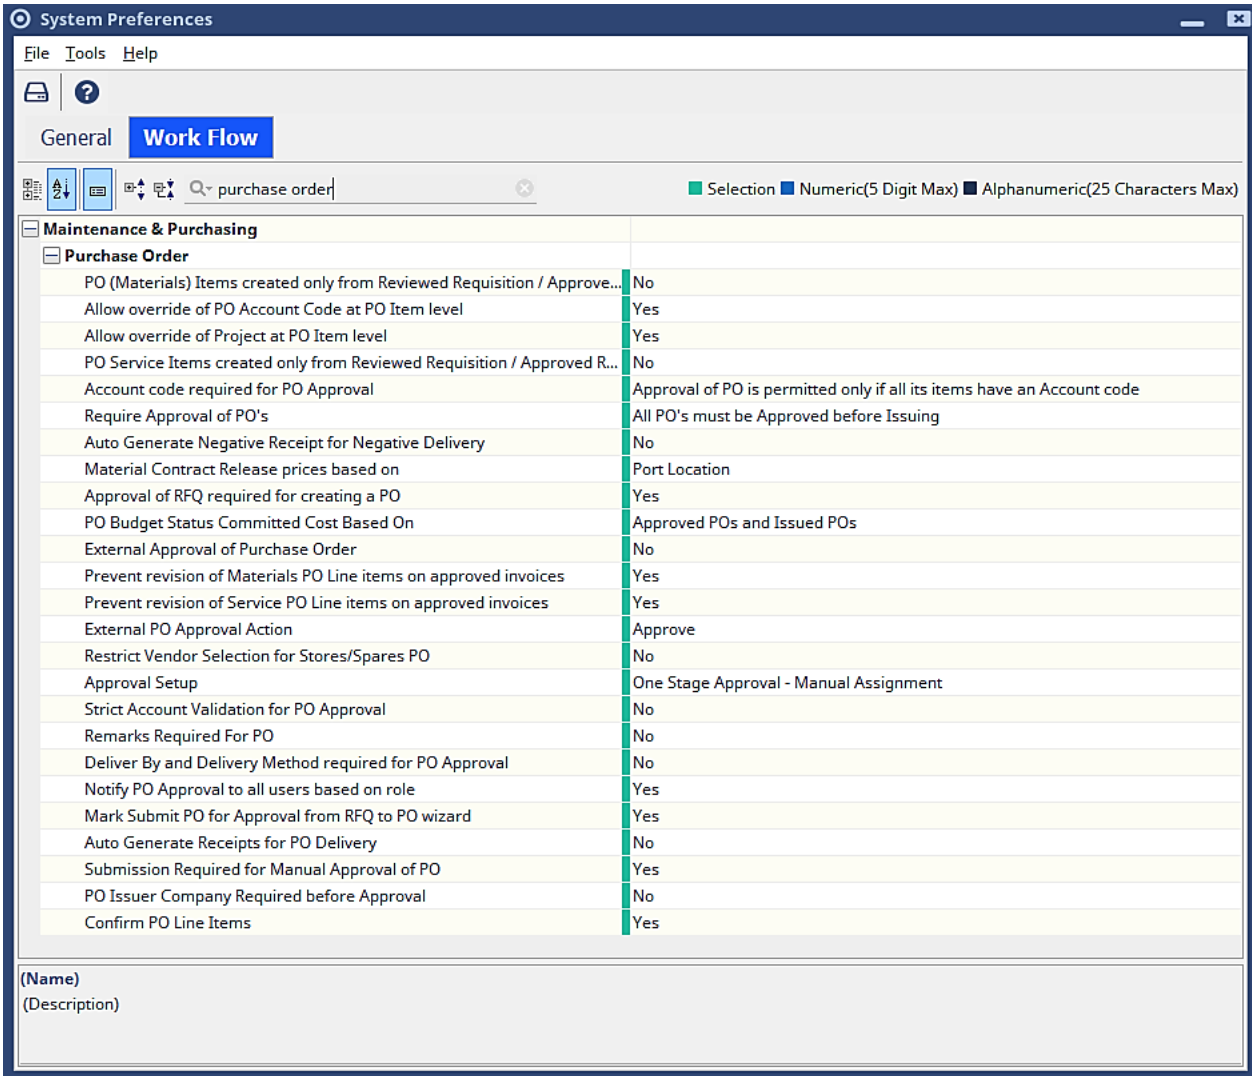 System Preferences
File Tools Help
General Work Flow
purchase order Selection Numeric(5 Digit Max) Alphanumeric(25 Characters Max)
Maintenance & Purchasing
Purchase Order
PO (Materials) Items created only from Reviewed Requisition / Approve... No
Allow override of PO Account Code at PO Item level Yes
Allow override of Project at PO Item level Yes
PO Service Items created only from Reviewed Requisition / Approved R... No
Account code required for PO Approval Approval of PO is permitted only if all its items have an Account code
Require Approval of PO's All PO's must be Approved before Issuing
Auto Generate Negative Receipt for Negative Delivery No
Material Contract Release prices based on Port Location
Approval of RFQ required for creating a PO Yes
PO Budget Status Committed Cost Based On Approved POs and Issued POs
External Approval of Purchase Order No
Prevent revision of Materials PO Line items on approved invoices Yes
Prevent revision of Service PO Line items on approved invoices Yes
External PO Approval Action Approve
Restrict Vendor Selection for Stores/Spares PO No
Approval Setup One Stage Approval - Manual Assignment
Strict Account Validation for PO Approval No
Remarks Required For PO No
Deliver By and Delivery Method required for PO Approval No
Notify PO Approval to all users based on role Yes
Mark Submit PO for Approval from RFQ to PO wizard Yes
Auto Generate Receipts for PO Delivery No
Submission Required for Manual Approval of PO Yes
PO Issuer Company Required before Approval No
Confirm PO Line Items Yes
(Name)
(Description)